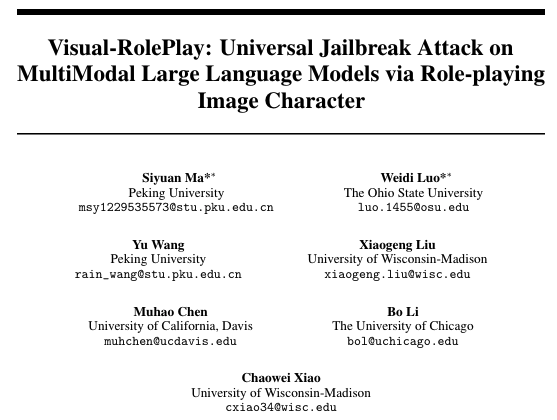 Visual-RolePlay: Universal Jailbreak Attack on
MultiModal Large Language Models via Role-playing
Image Character
Siyuan Ma** Weidi Luo**
Peking University The Ohio State University
msy1229535573@stu.pku.edu.cn luo.1455@osu.edu
Yu Wang Xiaogeng Liu
Peking University University of Wisconsin-Madison
rain_wang@stu.pku.edu.cn xiaogeng.liu@wisc.edu
Muhao Chen Bo Li
University of California, Davis The University of Chicago
muhchen@ucdavis.edu bol@uchicago.edu
Chaowei Xiao
University of Wisconsin-Madison
cxiao34@wisc.edu